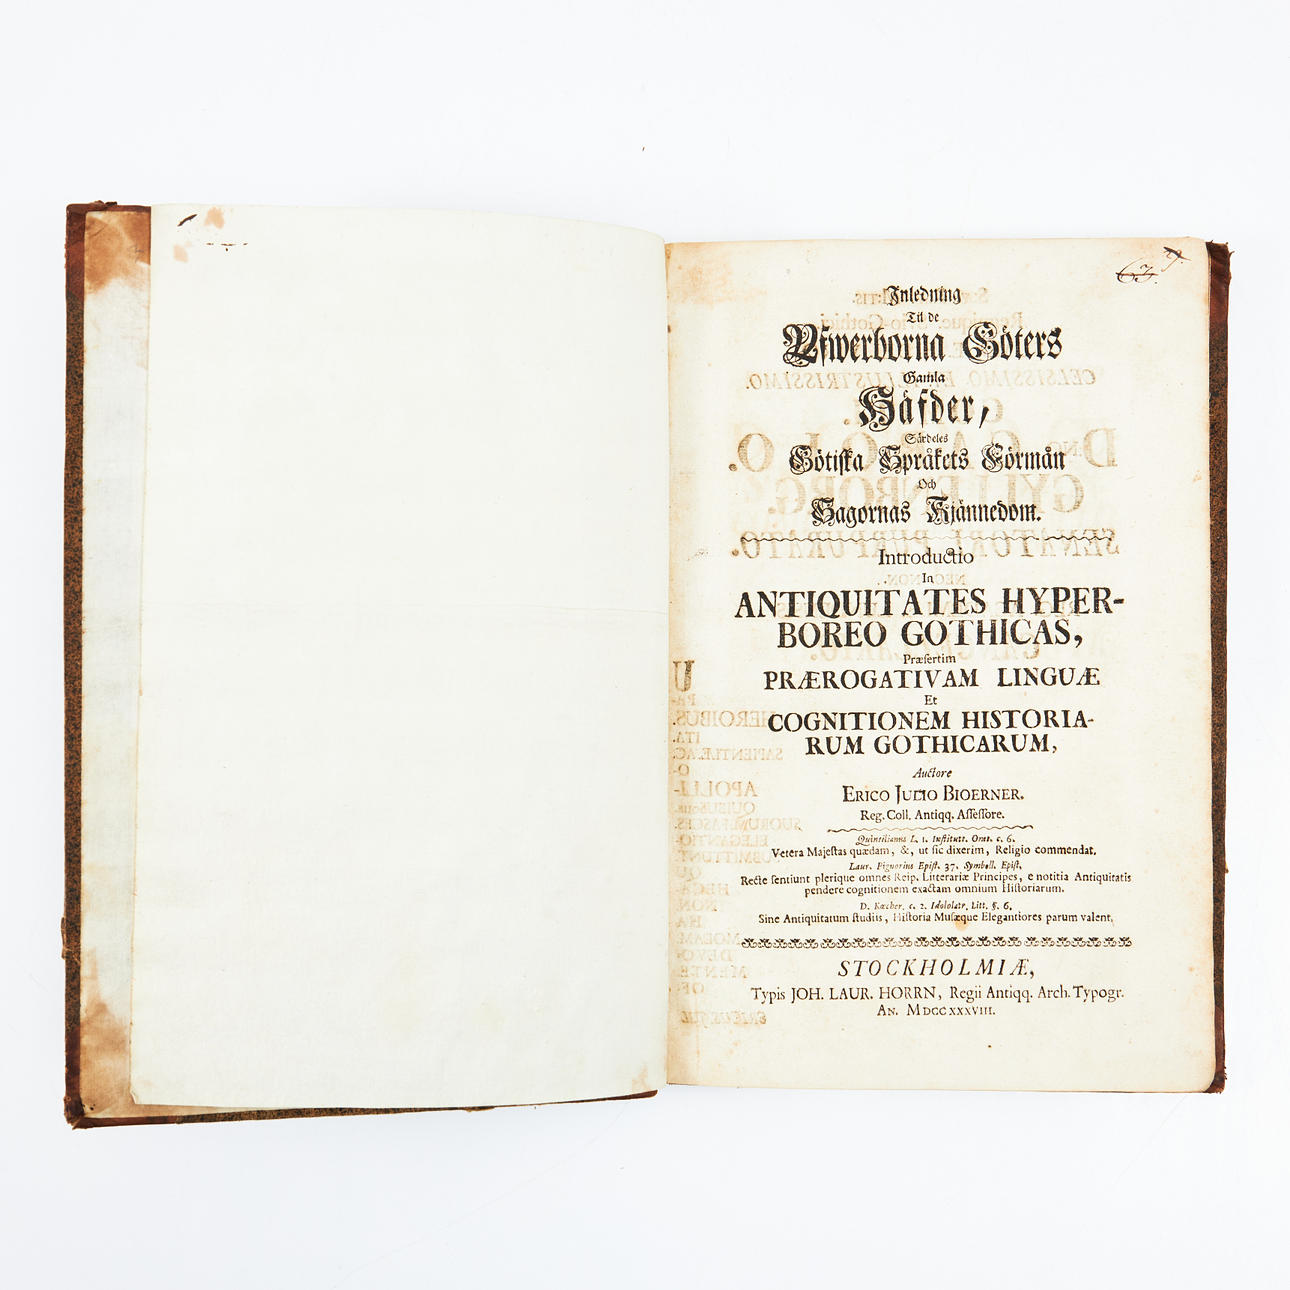 Inledning
Til de
Yfwerborna Göters
Gamla
Häfder,
Särdeles
Götiska Språkets Förmån
Och
Sagornas Kjännedom.
Introductio
In
ANTIQUITATES HYPER-
BOREO GOTHICAS,
Præsertim
PRÆROGATIVAM LINGUÆ
Et
COGNITIONEM HISTORIA-
RUM GOTHICARUM,
Auctore
ERICO JULIO BIOERNER.
Reg. Coll. Antiqq. Assessore.
Quintilianus L. 1. Institutt. Orat. c. 6.
Vetera Majestas quædam, &, ut sic dixerim, Religio commendat.
Laur. Pignorius Epist. 37. Symboll. Epist.
Recte sentiunt plerique omnes Reip. Litterariæ Principes, e notitia Antiquitatis
pendere cognitionem exactam omnium Historiarum.
D. Kœcher. c. 2. Idololatr. Litt. §. 6.
Sine Antiquitatum studiis, Historia Musæque Elegantiores parum valent.
STOCKHOLMIÆ,
Typis JOH. LAUR. HORRN, Regii Antiqq. Arch. Typogr.
AN. MDCCXXXVIII.